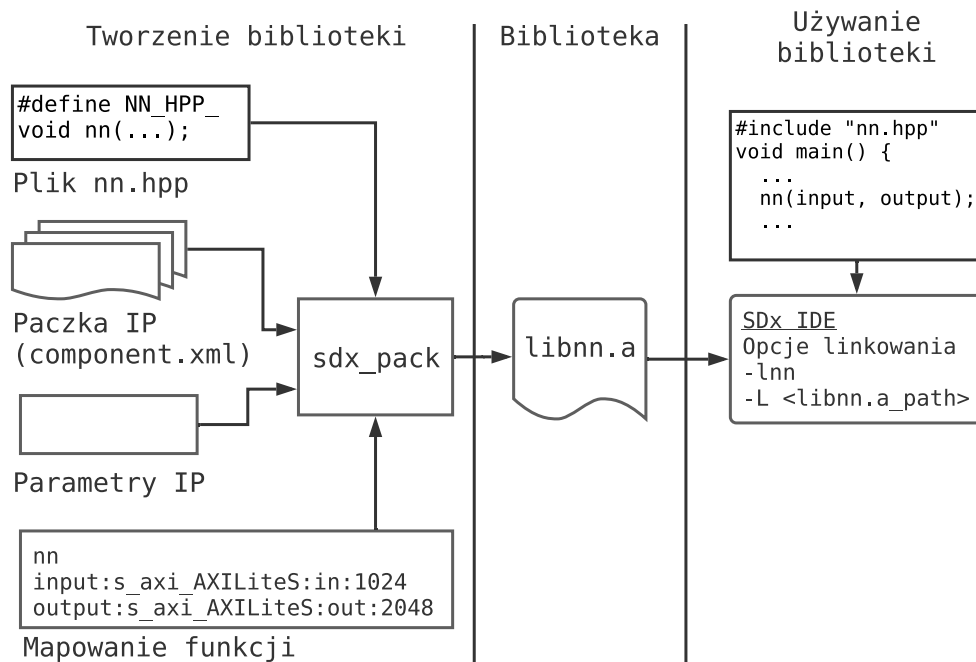 Tworzenie biblioteki
#define NN_HPP_
void nn(...);
Plik nn.hpp
Paczka IP
(component.xml)
Parametry IP
sdx_pack
nn
input:s_axi_AXILiteS:in:1024
output:s_axi_AXILiteS:out:2048
Mapowanie funkcji
Biblioteka
libnn.a
Używanie
biblioteki
#include "nn.hpp"
void main() {
...
nn(input, output);
...
SDx IDE
Opcje linkowania
-lnn
-L <libnn.a_path>